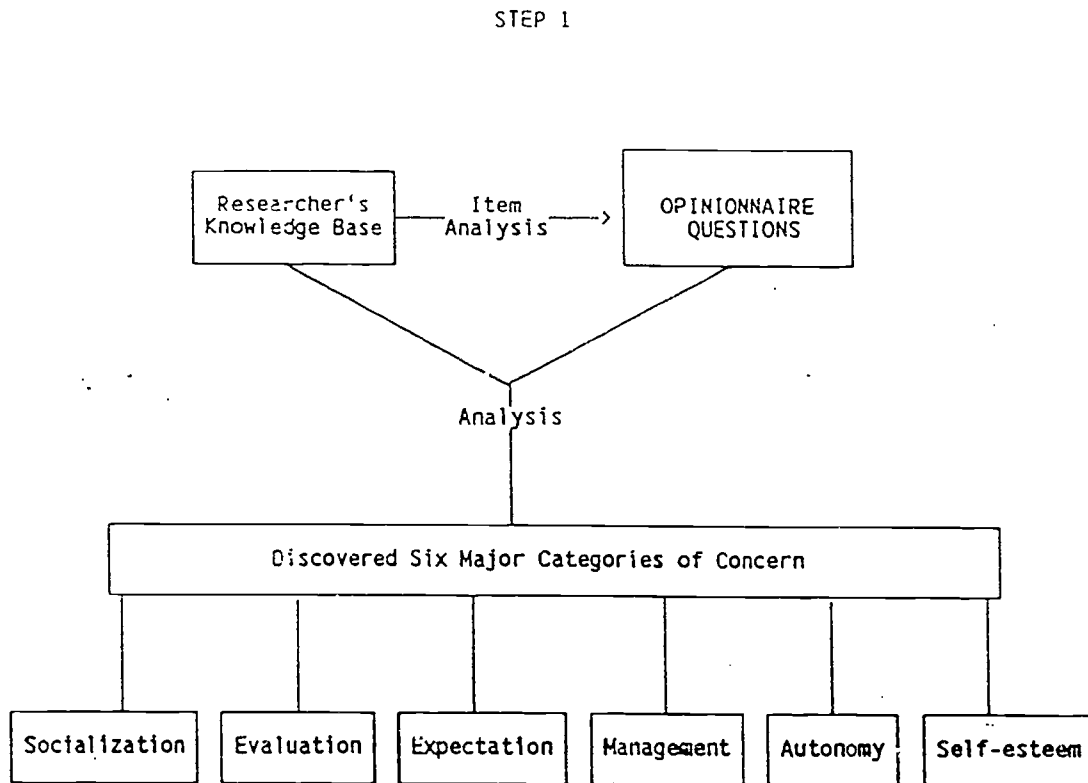 STEP 1
Researcher's
Knowledge Base
Item
Analysis
OPINIONNAIRE
QUESTIONS
Analysis
Discovered Six Major Categories of Concern
Socialization
Evaluation
Expectation
Management
Autonomy
Self-esteem